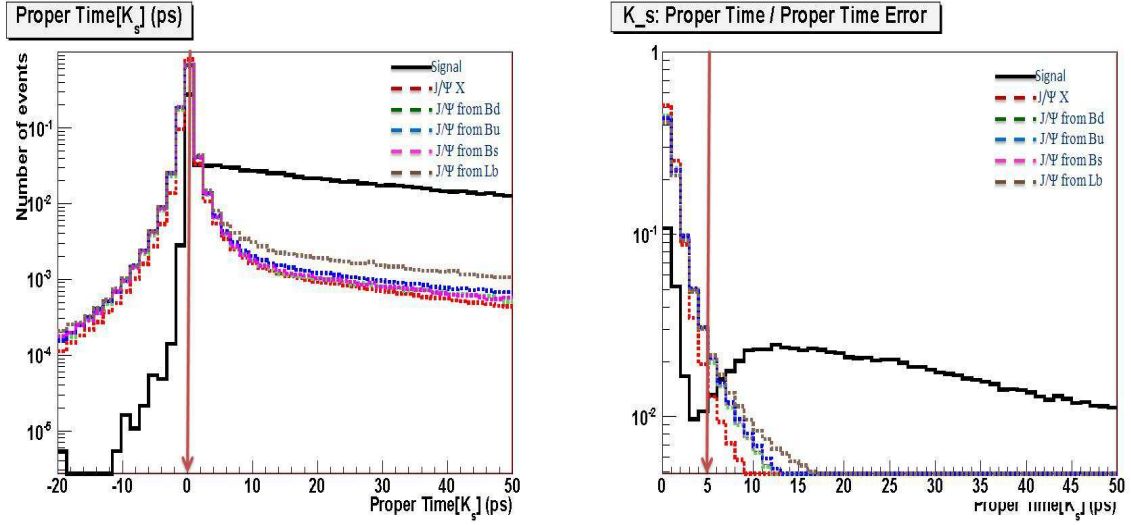 Proper Time[K_s] (ps)
Number of events
10^-1
10^-2
10^-3
10^-4
10^-5
Signal
J/Ψ X
J/Ψ from Bd
J/Ψ from Bu
J/Ψ from Bs
J/Ψ from Lb
-20 -10 0 10 20 30 40 50
Proper Time[K_s] (ps)
K_s: Proper Time / Proper Time Error
1
10^-1
10^-2
Signal
J/Ψ X
J/Ψ from Bd
J/Ψ from Bu
J/Ψ from Bs
J/Ψ from Lb
0 5 10 15 20 25 30 35 40 45 50
Proper Time[K_s] (ps)